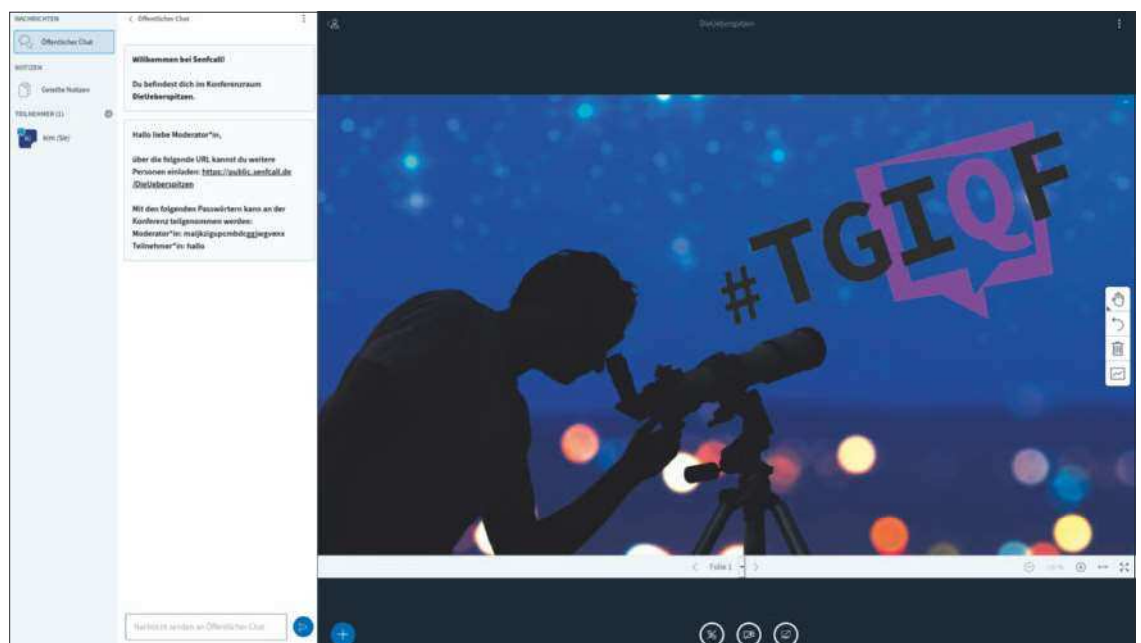 NACHRICHTEN
Öffentlicher Chat
NOTIZEN
Geteilte Notizen
TEILNEHMER (1)
kim (Sie)
Öffentlicher Chat
Willkommen bei Senfcall!
Du befindest dich im Konferenzraum
DieUeberspitzen.
Hallo liebe Moderator*in,
über die folgende URL kannst du weitere
Personen einladen: https://public.senfcall.de
/DieUeberspitzen
Mit den folgenden Passwörtern kann an der
Konferenz teilgenommen werden:
Teilnehmer*in: hallo
Nachricht senden an Öffentlicher Chat
DieUeberspitzen
#TGIQF
Folie 1